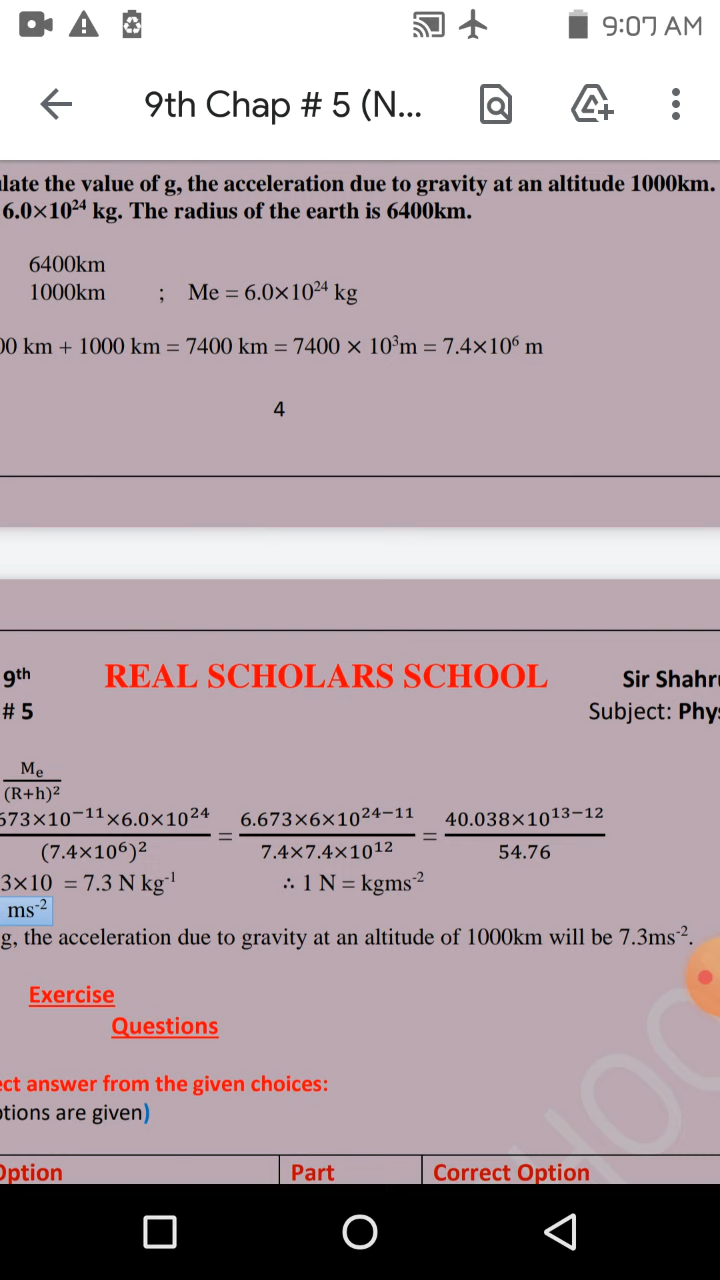 9:07 AM
9th Chap # 5 (N...
late the value of g, the acceleration due to gravity at an altitude 1000km.
6.0×10²⁴ kg. The radius of the earth is 6400km.
6400km
1000km ; Me = 6.0×10²⁴ kg
00 km + 1000 km = 7400 km = 7400 × 10³m = 7.4×10⁶ m
4
9th REAL SCHOLARS SCHOOL Sir Shahr
# 5 Subject: Phys
Me
(R+h)²
673×10⁻¹¹×6.0×10²⁴ = 6.673×6×10²⁴⁻¹¹ = 40.038×10¹³⁻¹²
(7.4×10⁶)² 7.4×7.4×10¹² 54.76
3×10 = 7.3 N kg⁻¹ ∴ 1 N = kgms⁻²
ms⁻²
g, the acceleration due to gravity at an altitude of 1000km will be 7.3ms⁻².
Exercise
Questions
ect answer from the given choices:
ptions are given)
Option Part Correct Option